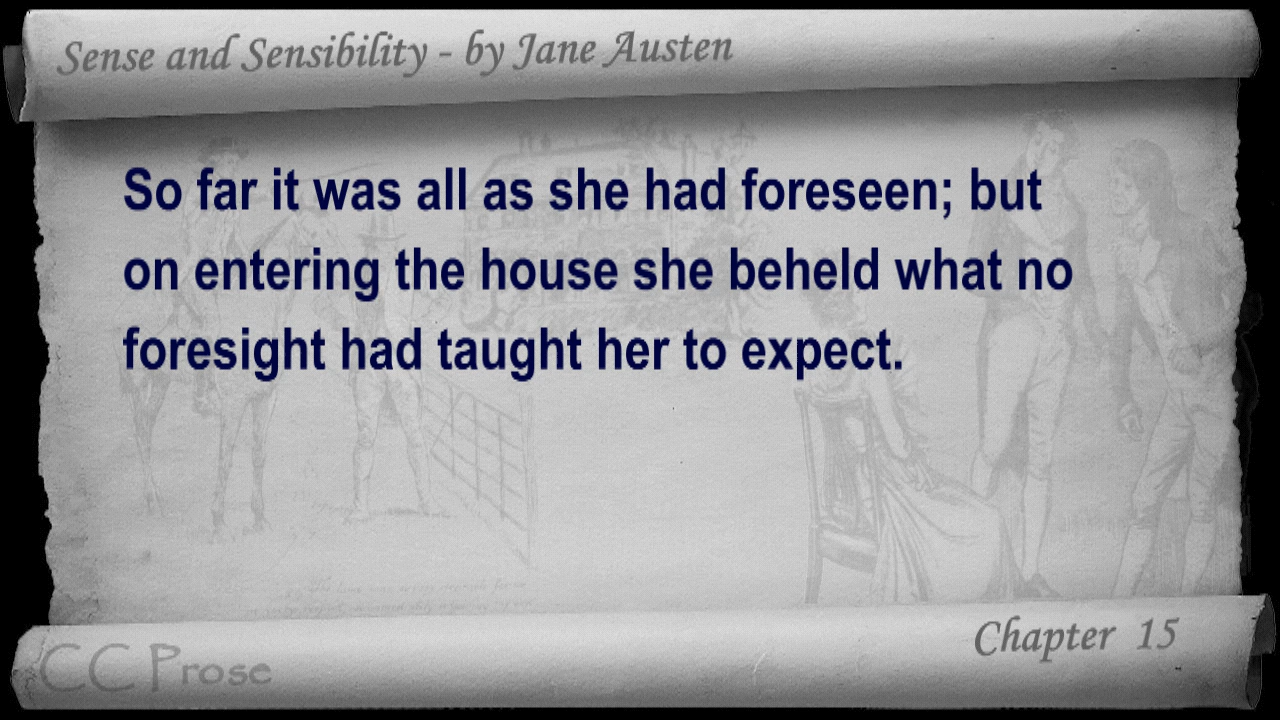 Sense and Sensibility - by Jane Austen
So far it was all as she had foreseen; but
on entering the house she beheld what no
foresight had taught her to expect.
Chapter 15
CC Prose